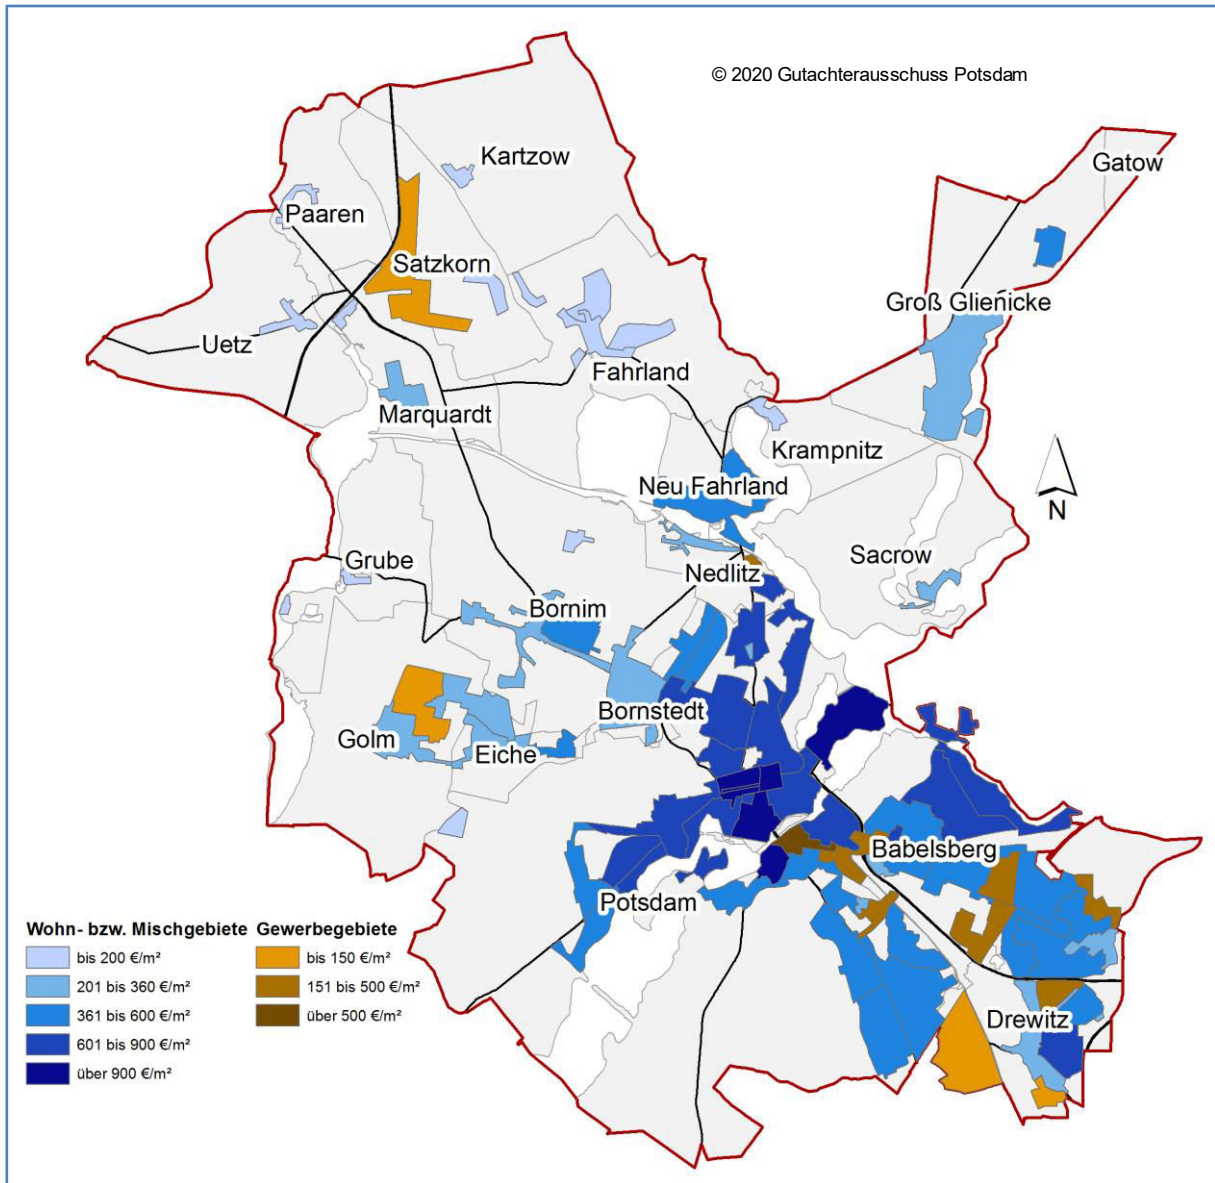 © 2020 Gutachterausschuss Potsdam
Kartzow
Gatow
Paaren
Satzkorn
Groß Glienicke
Uetz
Fahrland
Marquardt
Krampnitz
Neu Fahrland
N
Sacrow
Grube
Nedlitz
Bornim
Bornstedt
Golm
Eiche
Babelsberg
Potsdam
Drewitz
Wohn- bzw. Mischgebiete
bis 200 €/m²
201 bis 360 €/m²
361 bis 600 €/m²
601 bis 900 €/m²
über 900 €/m²
Gewerbegebiete
bis 150 €/m²
151 bis 500 €/m²
über 500 €/m²